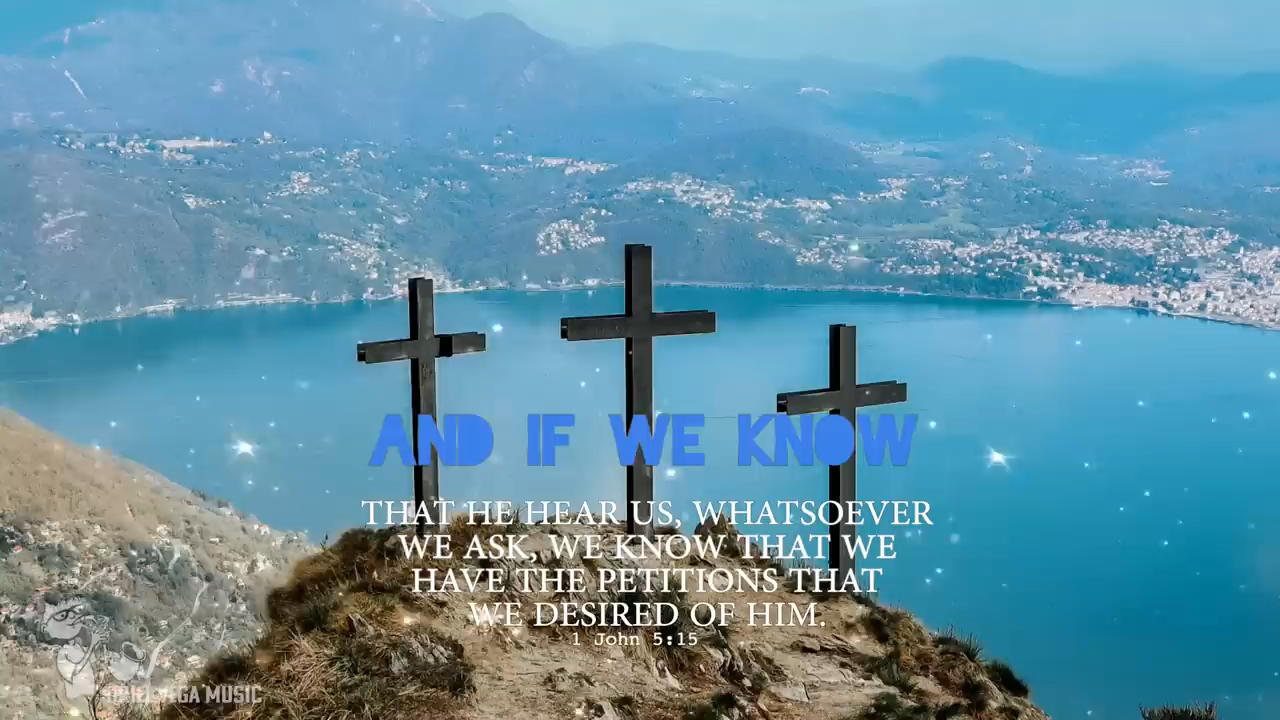 AND IF WE KNOW
THAT HE HEAR US, WHATSOEVER
WE ASK, WE KNOW THAT WE
HAVE THE PETITIONS THAT
WE DESIRED OF HIM.
1 John 5:15
MUSIC